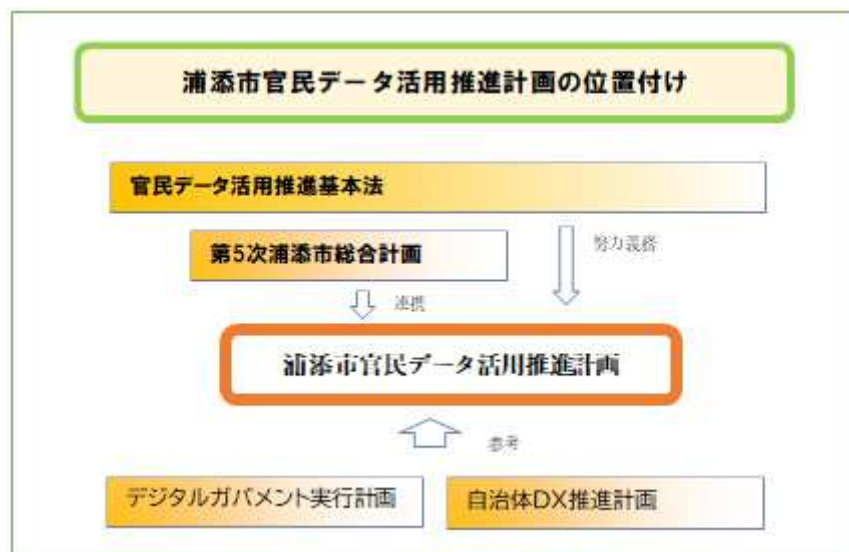 浦添市官民データ活用推進計画の位置付け
官民データ活用推進基本法
第5次浦添市総合計画
努力義務
連携
浦添市官民データ活用推進計画
参考
デジタルガバメント実行計画
自治体DX推進計画